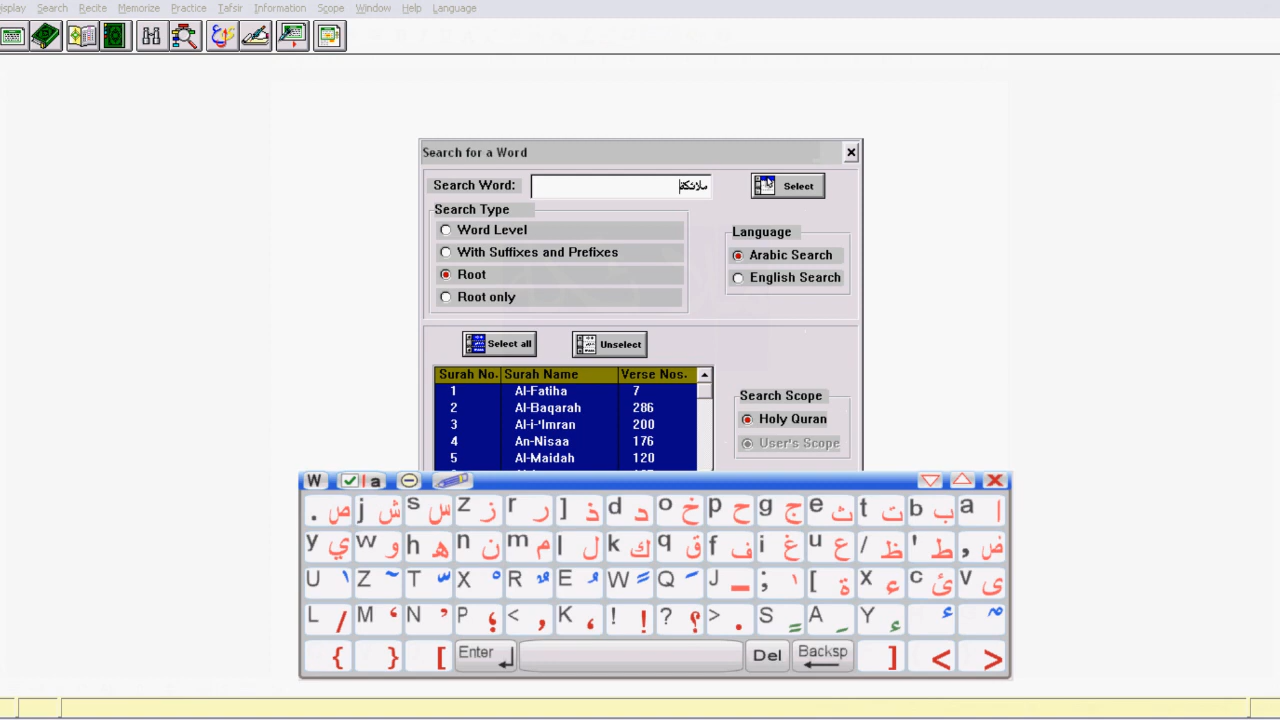 isplay Search Recite Memorize Practice Tafsir Information Scope Window Help Language
Search for a Word
Search Word: ملائكة Select
Search Type
Word Level
With Suffixes and Prefixes
Root
Root only
Language
Arabic Search
English Search
Select all Unselect
Surah No. Surah Name Verse Nos.
1 Al-Fatiha 7
2 Al-Baqarah 286
3 Al-i-'Imran 200
4 An-Nisaa 176
5 Al-Maidah 120
Search Scope
Holy Quran
User's Scope
W a
. ص j ش s س z ز r ر ] ذ d د o خ p ح g ج e ث t ت b ب a ا
y ي w و h ه n ن m م l ل k ك q ق f ف i غ u ع / ظ ' ط , ض
U Z T X R E W Q J ; [ ة x ء c ئ v ى
L / M N P ؛ < , K ! ! ? ؟ > . S A Y ء
{ } [ Enter Del Backsp ] < >